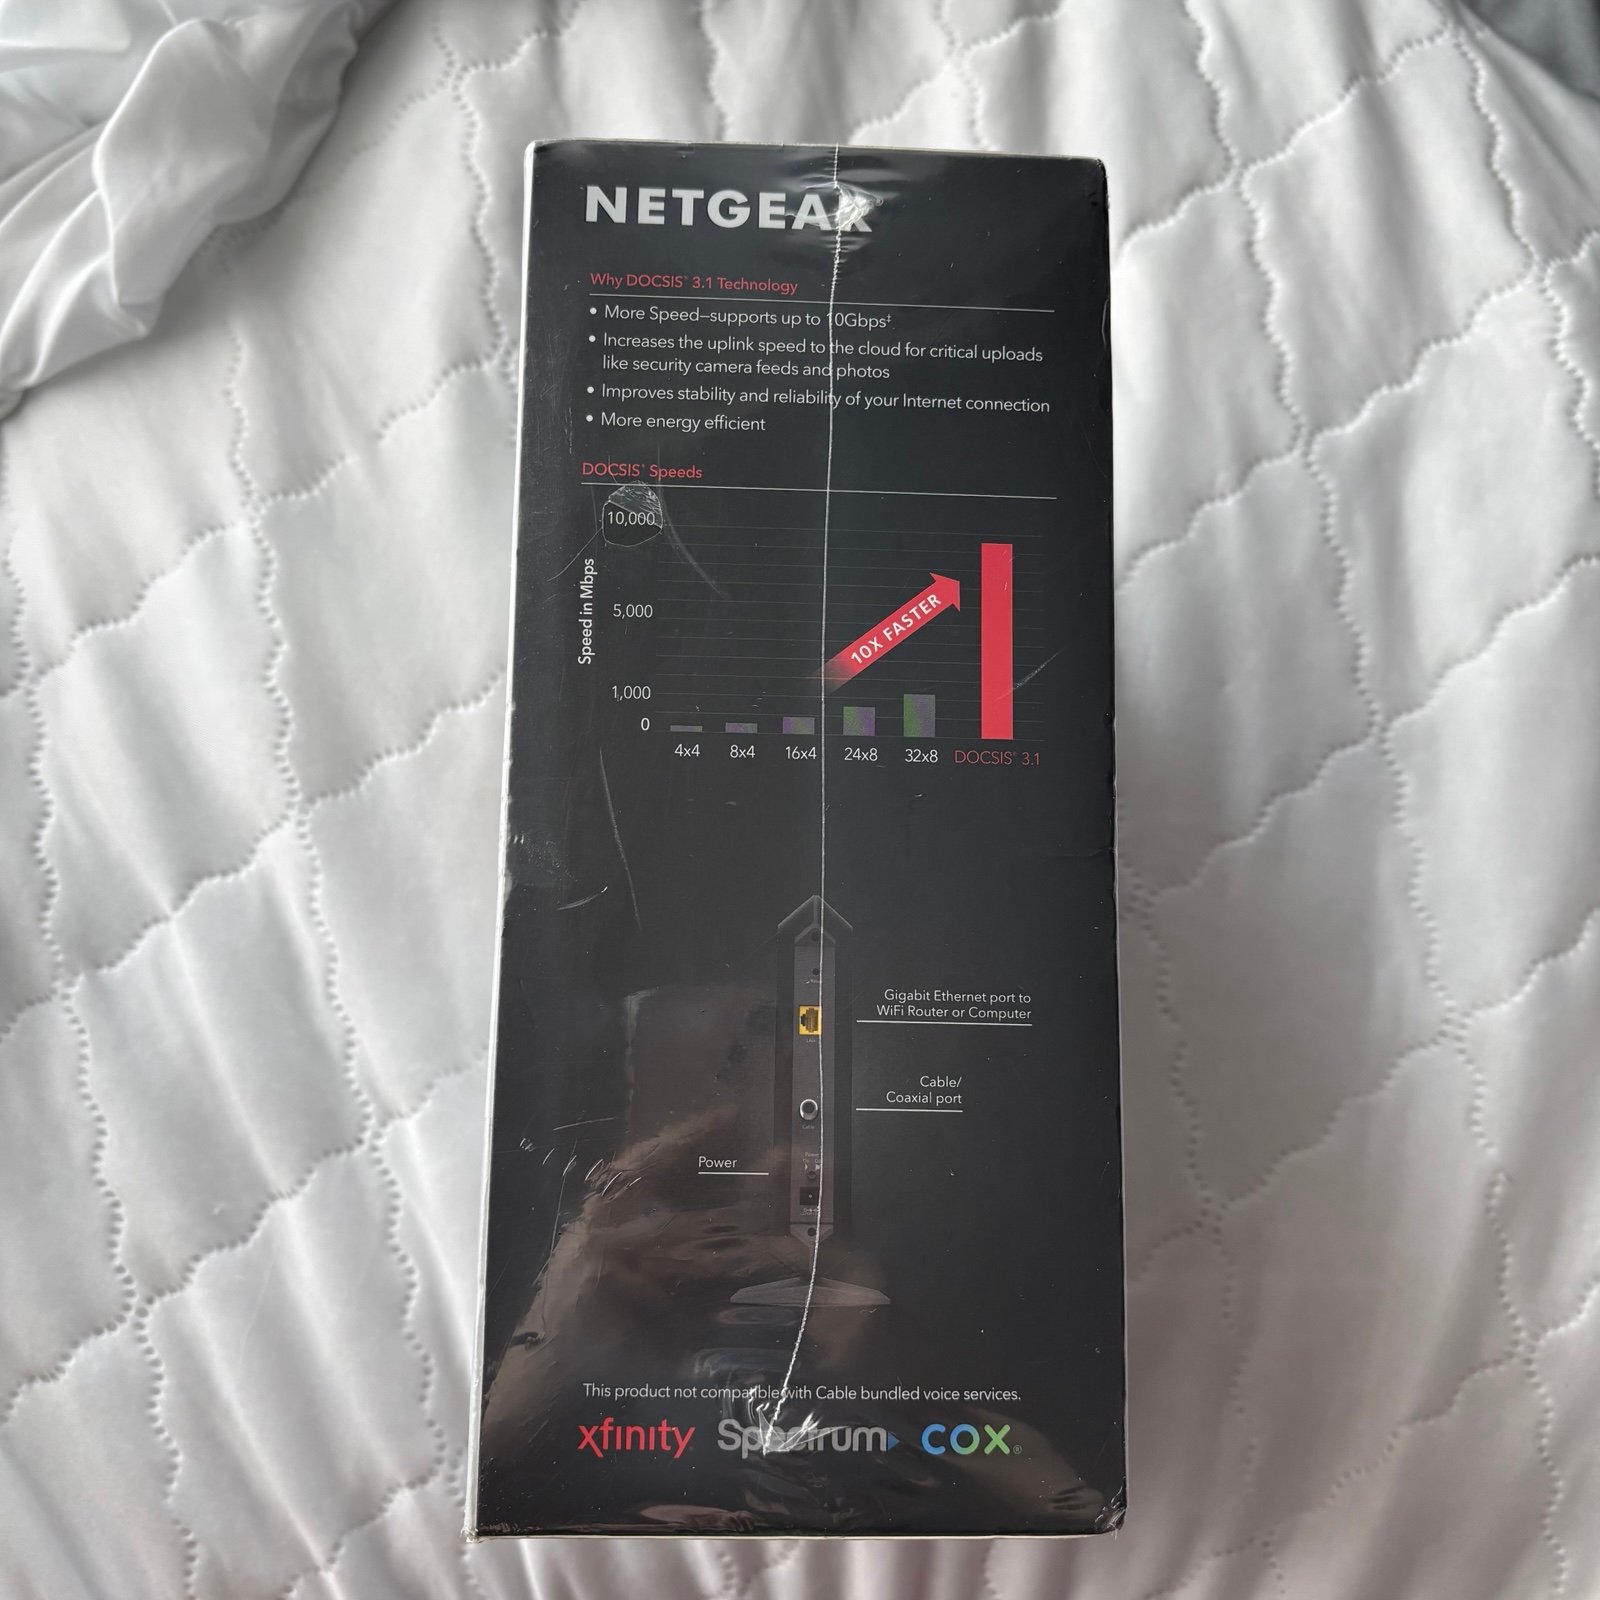 NETGEAR
Why DOCSIS® 3.1 Technology
• More Speed–supports up to 10Gbps‡
• Increases the uplink speed to the cloud for critical uploads
like security camera feeds and photos
• Improves stability and reliability of your Internet connection
• More energy efficient
DOCSIS® Speeds
Speed in Mbps
10,000
5,000
1,000
0
10X FASTER
4x4 8x4 16x4 24x8 32x8 DOCSIS® 3.1
Gigabit Ethernet port to
WiFi Router or Computer
Cable/
Coaxial port
Cable
Power
This product not compatible with Cable bundled voice services.
xfinity Spectrum COX®